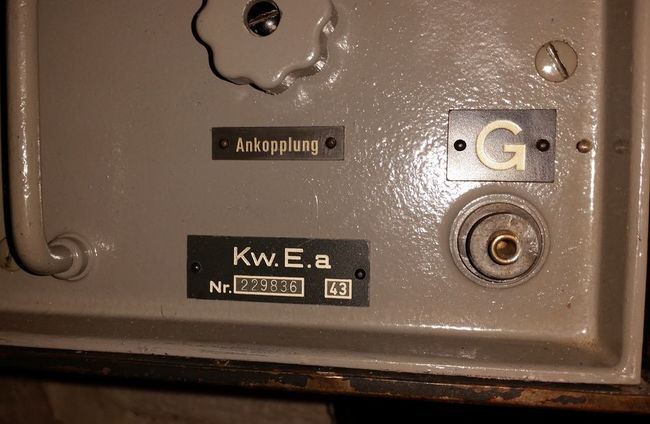 Ankopplung
G
Kw.E.a
Nr. 229836 43